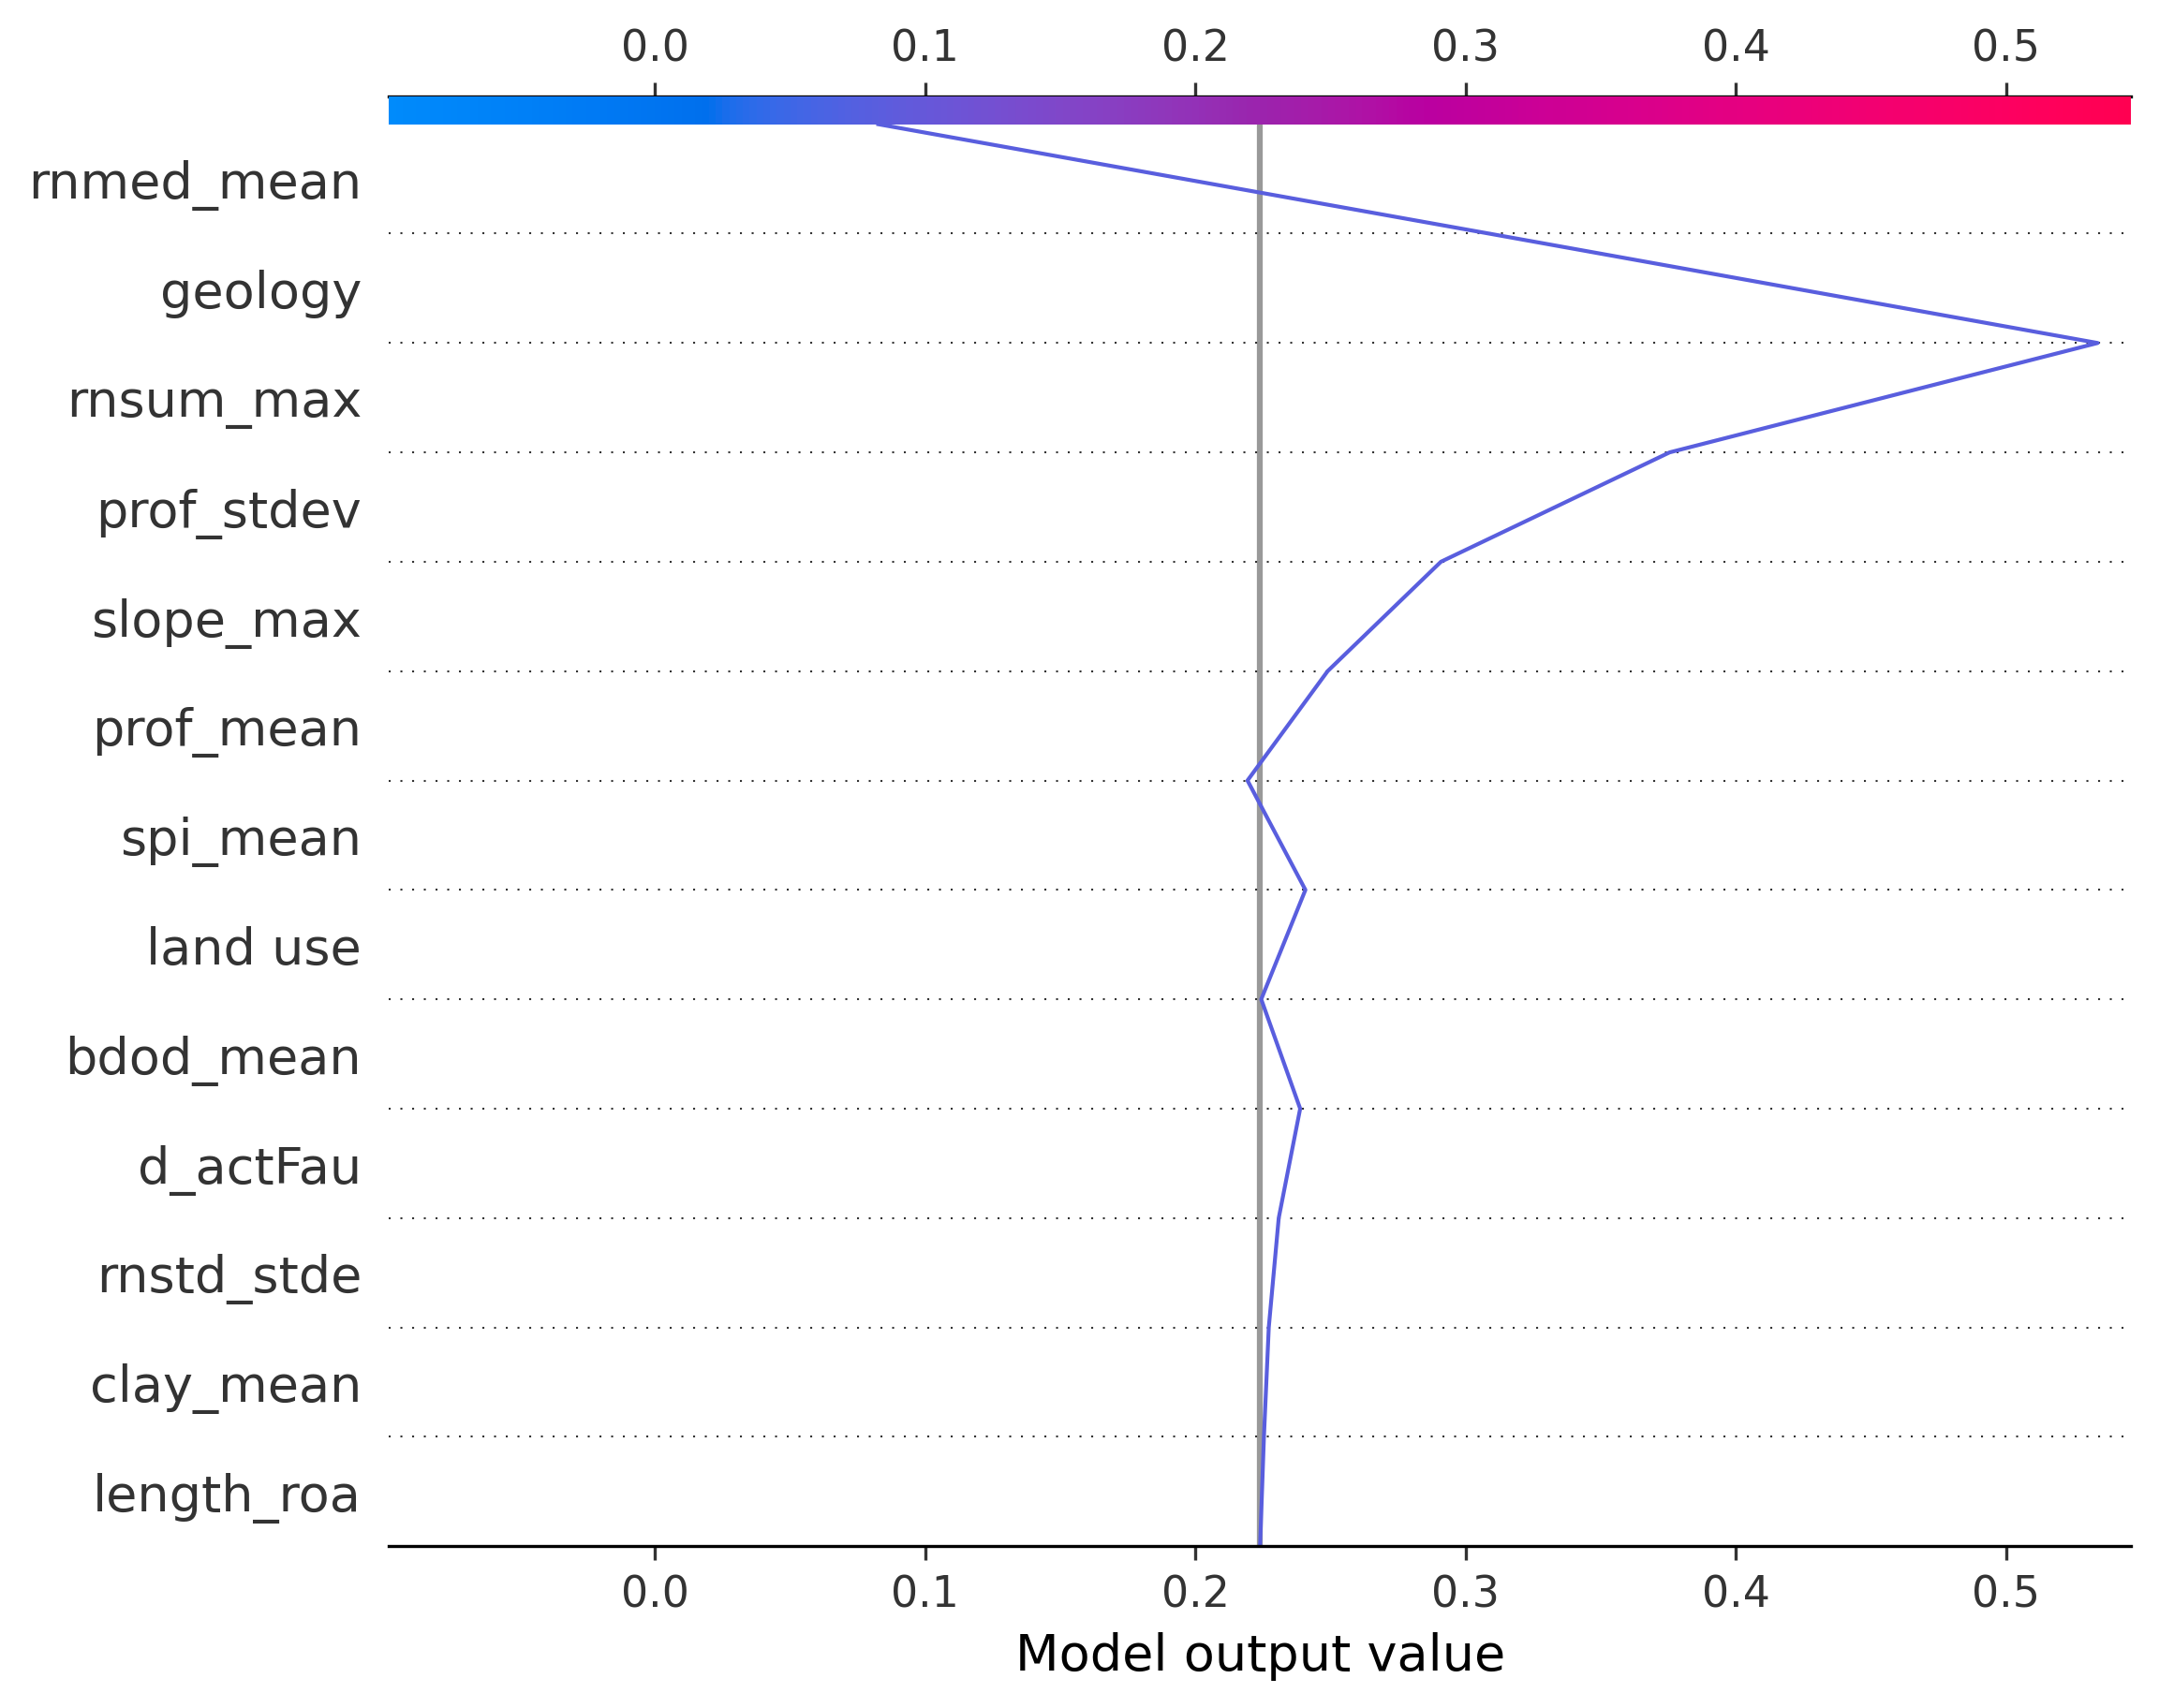 0.0 0.1 0.2 0.3 0.4 0.5
rnmed_mean
geology
rnsum_max
prof_stdev
slope_max
prof_mean
spi_mean
land use
bdod_mean
d_actFau
rnstd_stde
clay_mean
length_roa
0.0 0.1 0.2 0.3 0.4 0.5
Model output value